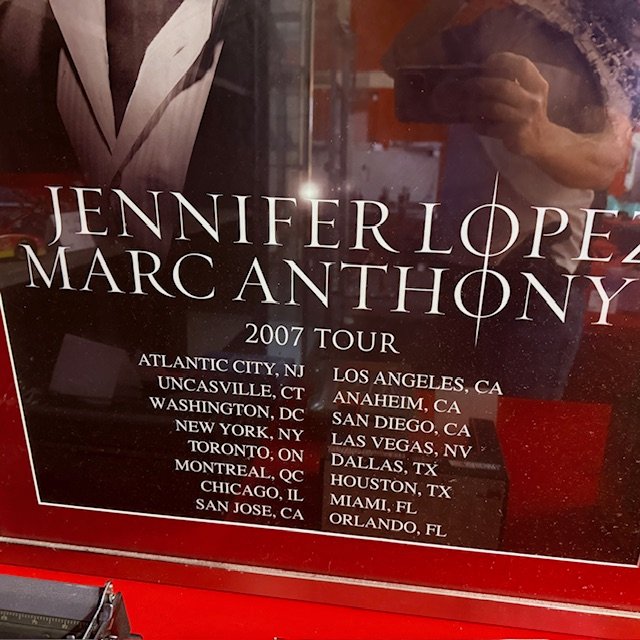 JENNIFER LOPEZ
MARC ANTHONY
2007 TOUR
ATLANTIC CITY, NJ
UNCASVILLE, CT
WASHINGTON, DC
NEW YORK, NY
TORONTO, ON
MONTREAL, QC
CHICAGO, IL
SAN JOSE, CA
LOS ANGELES, CA
ANAHEIM, CA
SAN DIEGO, CA
LAS VEGAS, NV
DALLAS, TX
HOUSTON, TX
MIAMI, FL
ORLANDO, FL